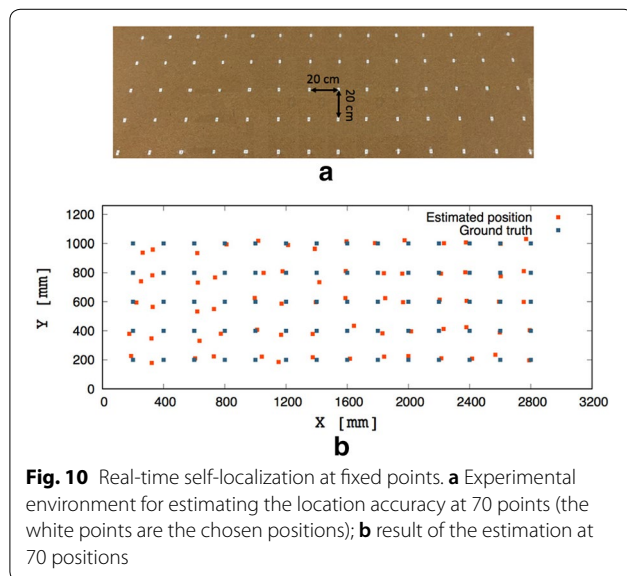 20 cm
20 cm
a
Estimated position
Ground truth
1200
1000
800
600
400
200
0
Y [mm]
0 400 800 1200 1600 2000 2400 2800 3200
X [mm]
b
Fig. 10 Real-time self-localization at fixed points. a Experimental
environment for estimating the location accuracy at 70 points (the
white points are the chosen positions); b result of the estimation at
70 positions